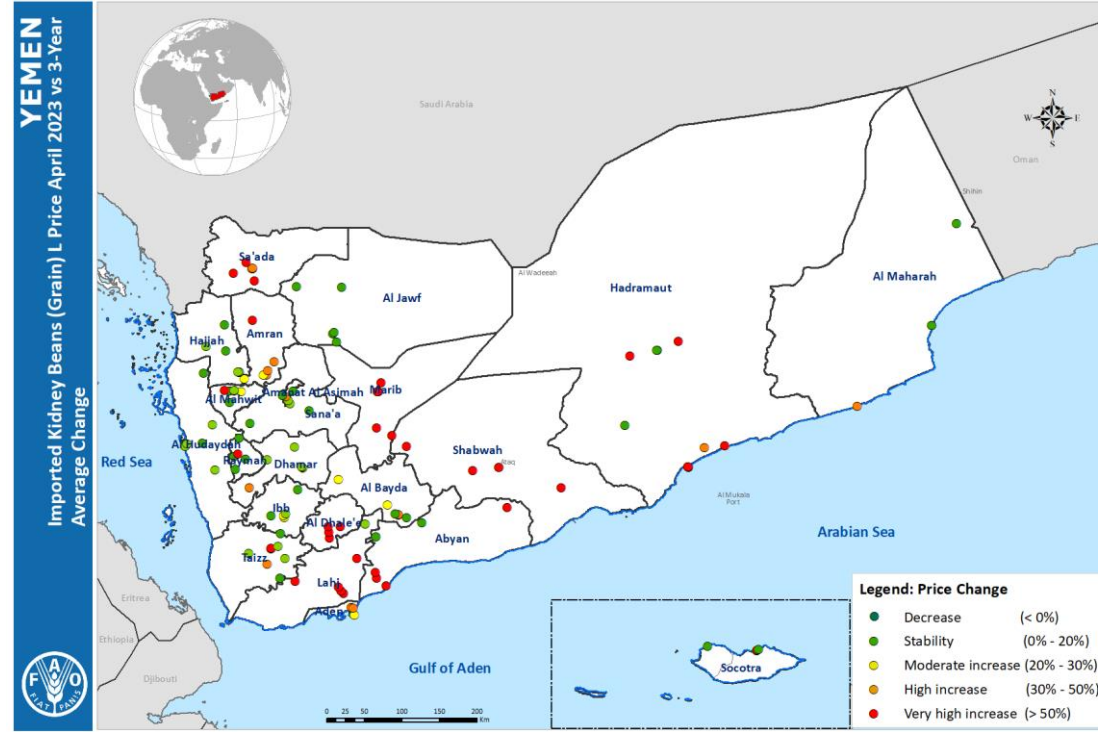 YEMEN
Imported Kidney Beans (Grain) L Price April 2023 vs 3-Year
Average Change
FAO
FIAT PANIS
Saudi Arabia
N
W E
S
Oman
Shihin
Sa'ada
Al Wadeeah
Al Maharah
Hadramaut
Al Jawf
Hajjah
Amran
Al Mahwit
Amanat Al Asimah
Marib
Sana'a
Al Hudaydah
Shabwah
Red Sea
Raymah
Dhamar
Ataq
Al Bayda
Al Mukala
Port
Ibb
Al Dhale'e
Abyan
Arabian Sea
Taizz
Lahj
Eritrea
Aden
Ethiopia
Djibouti
Gulf of Aden
Socotra
0 25 50 100 150 200
Km
Legend: Price Change
Decrease (< 0%)
Stability (0% - 20%)
Moderate increase (20% - 30%)
High increase (30% - 50%)
Very high increase (> 50%)